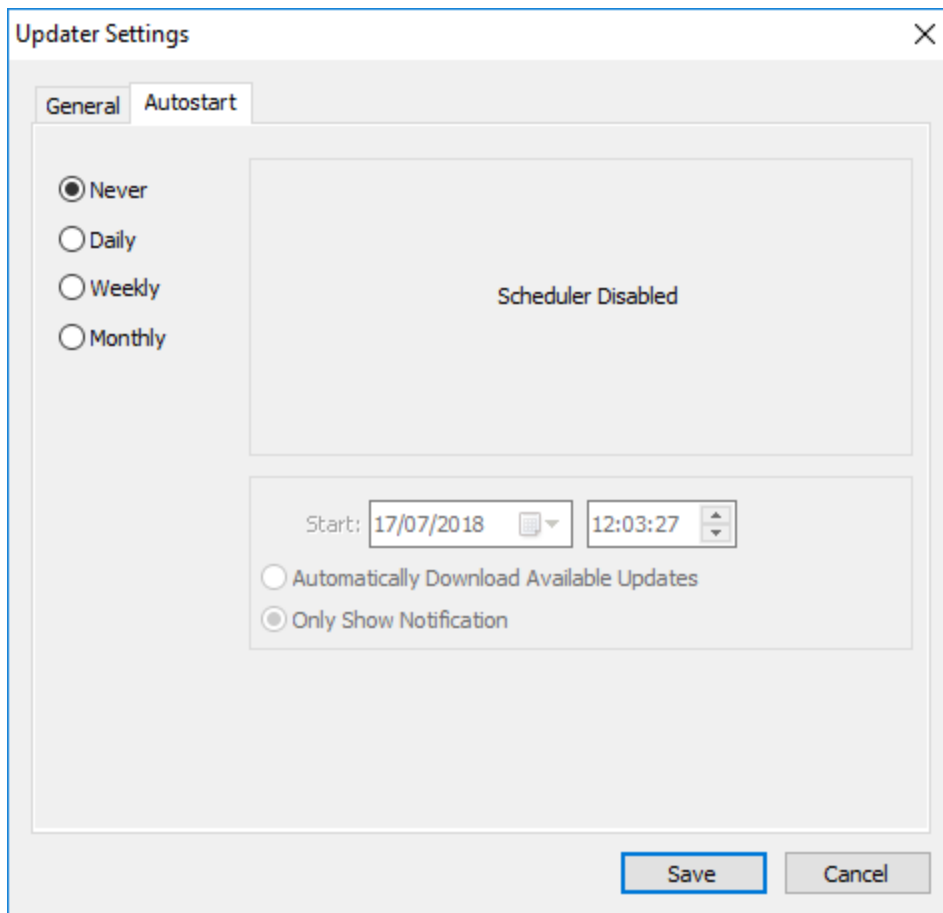 Updater Settings
General Autostart
Never
Daily
Weekly
Monthly
Scheduler Disabled
Start: 17/07/2018 12:03:27
Automatically Download Available Updates
Only Show Notification
Save Cancel